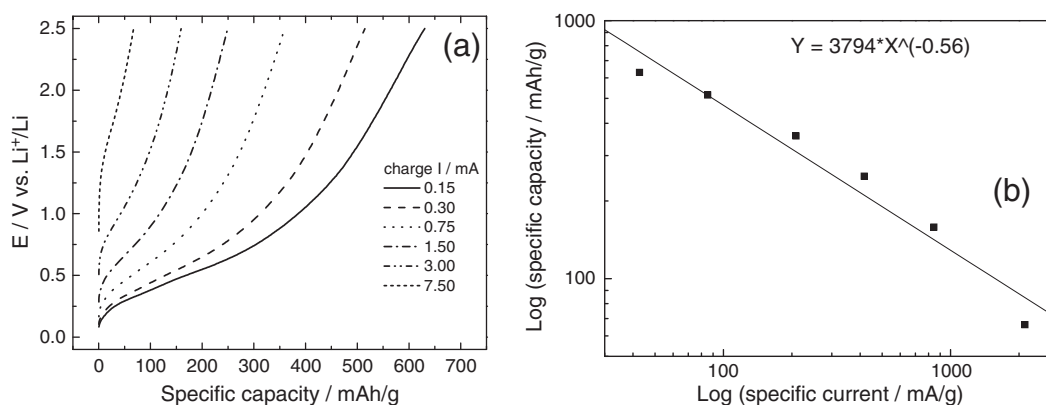 (a)
E / V vs. Li⁺/Li
2.5
2.0
1.5
1.0
0.5
0.0
charge I / mA
0.15
0.30
0.75
1.50
3.00
7.50
0 100 200 300 400 500 600 700
Specific capacity / mAh/g
(b)
Y = 3794*X^(-0.56)
Log (specific capacity / mAh/g)
1000
100
100 1000
Log (specific current / mA/g)